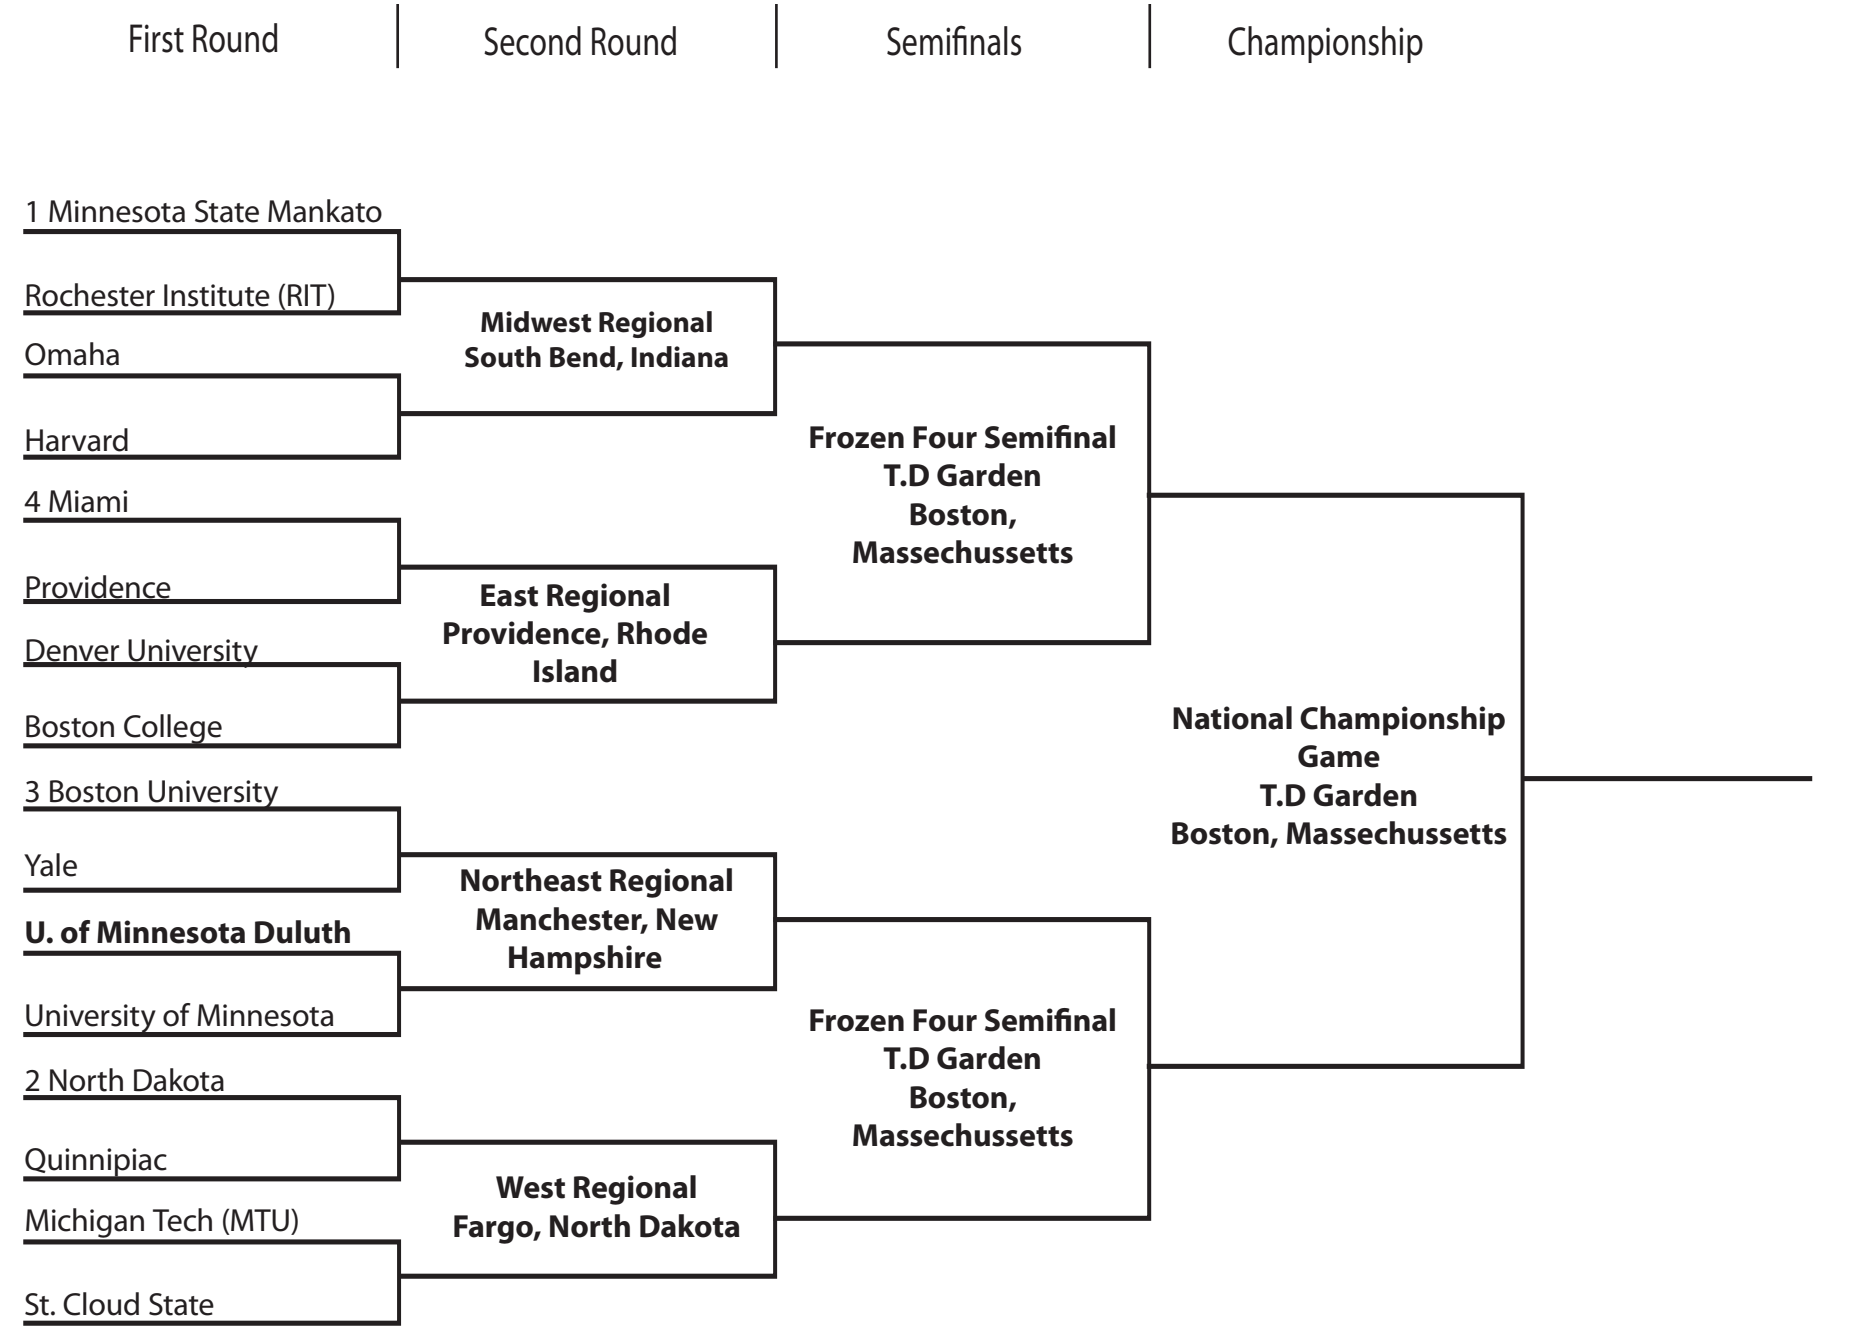 First Round
Second Round
Semifinals
Championship
1 Minnesota State Mankato
Rochester Institute (RIT)
Omaha
Harvard
4 Miami
Providence
Denver University
Boston College
3 Boston University
Yale
U. of Minnesota Duluth
University of Minnesota
2 North Dakota
Quinnipiac
Michigan Tech (MTU)
St. Cloud State
Midwest Regional
South Bend, Indiana
East Regional
Providence, Rhode
Island
Northeast Regional
Manchester, New
Hampshire
West Regional
Fargo, North Dakota
Frozen Four Semifinal
T.D Garden
Boston,
Massechussetts
Frozen Four Semifinal
T.D Garden
Boston,
Massechussetts
National Championship
Game
T.D Garden
Boston, Massechussetts